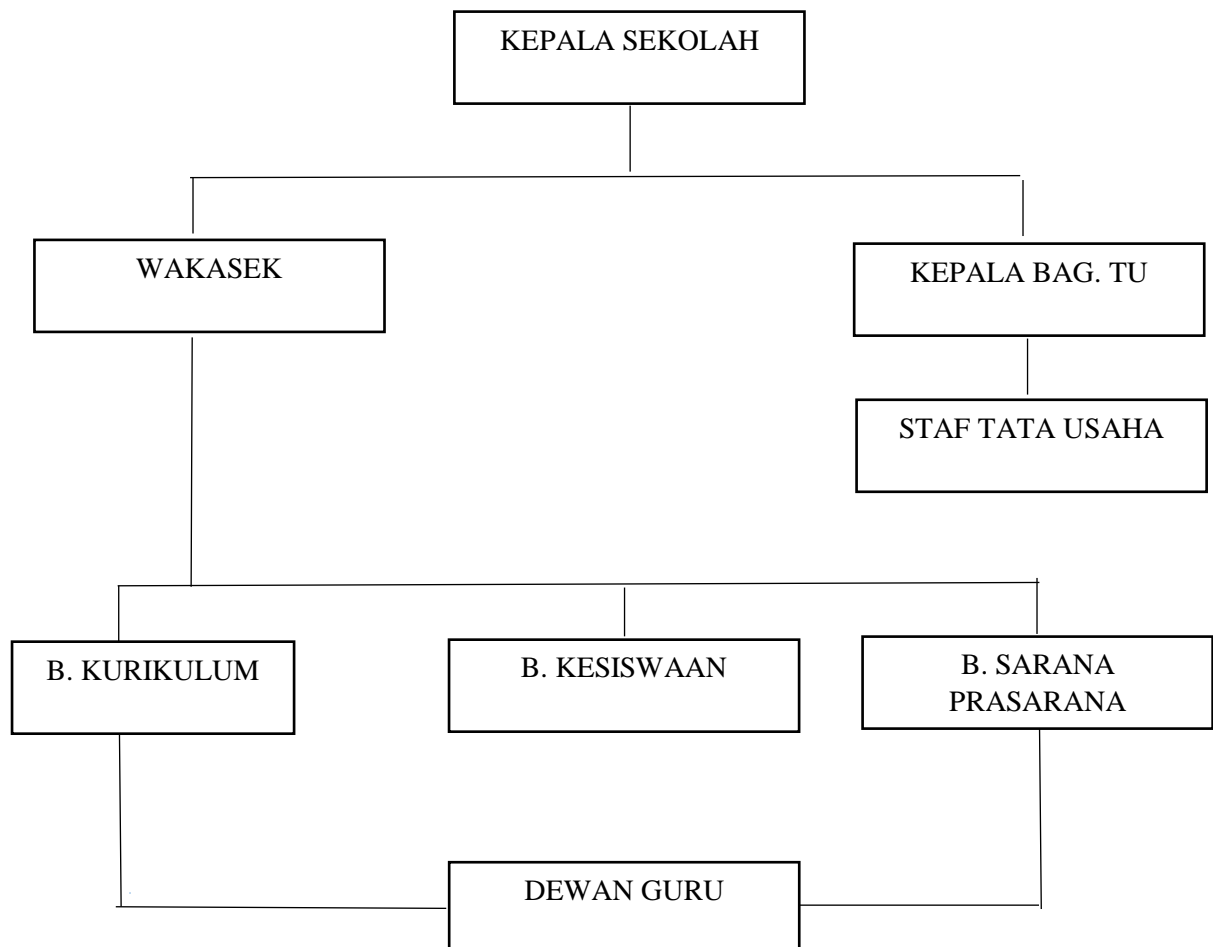 KEPALA SEKOLAH
WAKASEK
KEPALA BAG. TU
STAF TATA USAHA
B. KURIKULUM
B. KESISWAAN
B. SARANA
PRASARANA
DEWAN GURU